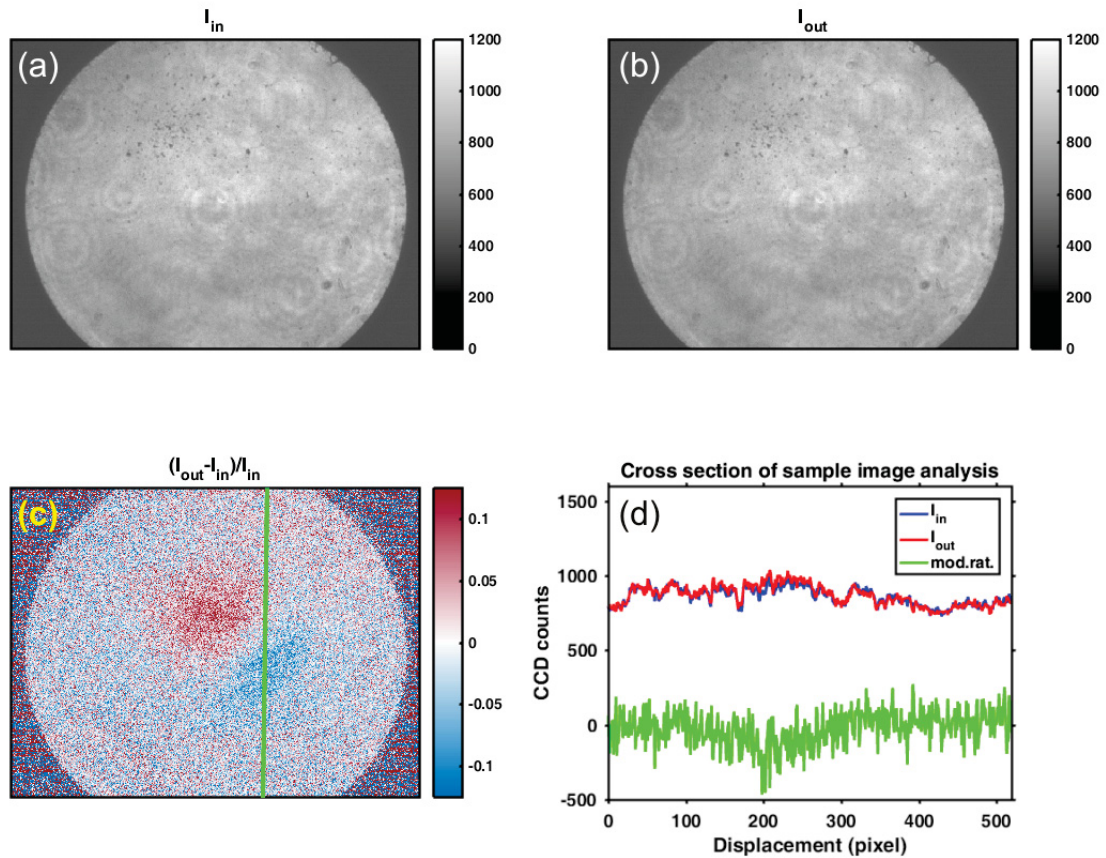 I_in
(a)
1200
1000
800
600
400
200
0
I_out
(b)
1200
1000
800
600
400
200
0
(I_out-I_in)/I_in
(c)
0.1
0.05
0
-0.05
-0.1
Cross section of sample image analysis
(d)
I_in
I_out
mod.rat.
CCD counts
1500
1000
500
0
-500
0 100 200 300 400 500
Displacement (pixel)